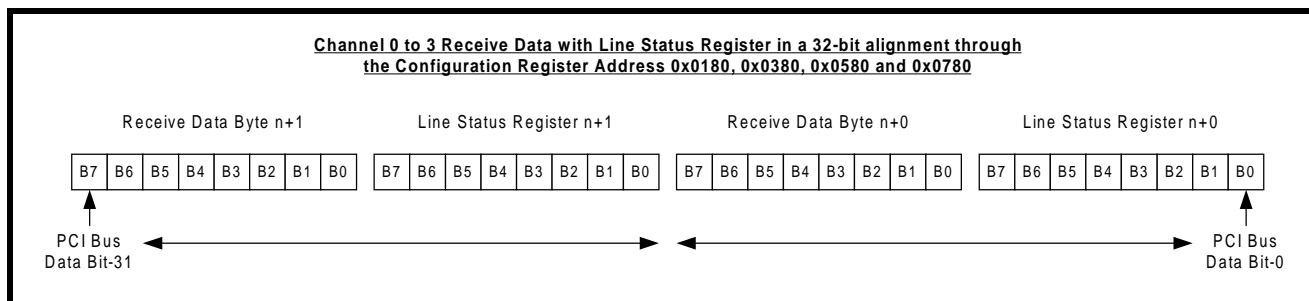 Channel 0 to 3 Receive Data with Line Status Register in a 32-bit alignment through
the Configuration Register Address 0x0180, 0x0380, 0x0580 and 0x0780
Receive Data Byte n+1 Line Status Register n+1 Receive Data Byte n+0 Line Status Register n+0
B7 B6 B5 B4 B3 B2 B1 B0 B7 B6 B5 B4 B3 B2 B1 B0 B7 B6 B5 B4 B3 B2 B1 B0 B7 B6 B5 B4 B3 B2 B1 B0
PCI Bus PCI Bus
Data Bit-31 Data Bit-0